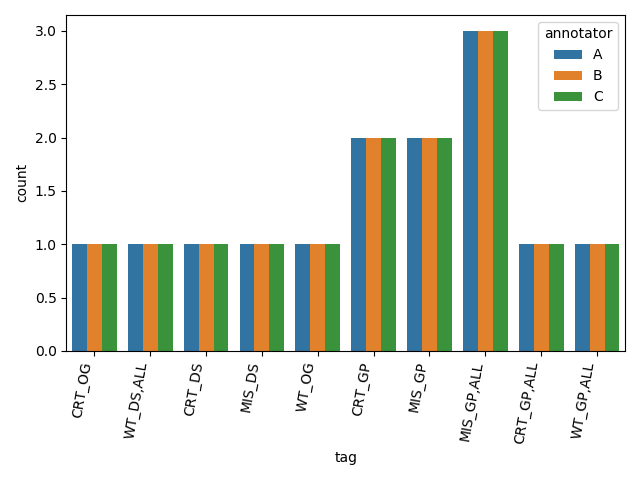 annotator
A
B
C
count
3.0
2.5
2.0
1.5
1.0
0.5
0.0
CRT_OG
WT_DS,ALL
CRT_DS
MIS_DS
WT_OG
CRT_GP
MIS_GP
MIS_GP,ALL
CRT_GP,ALL
WT_GP,ALL
tag